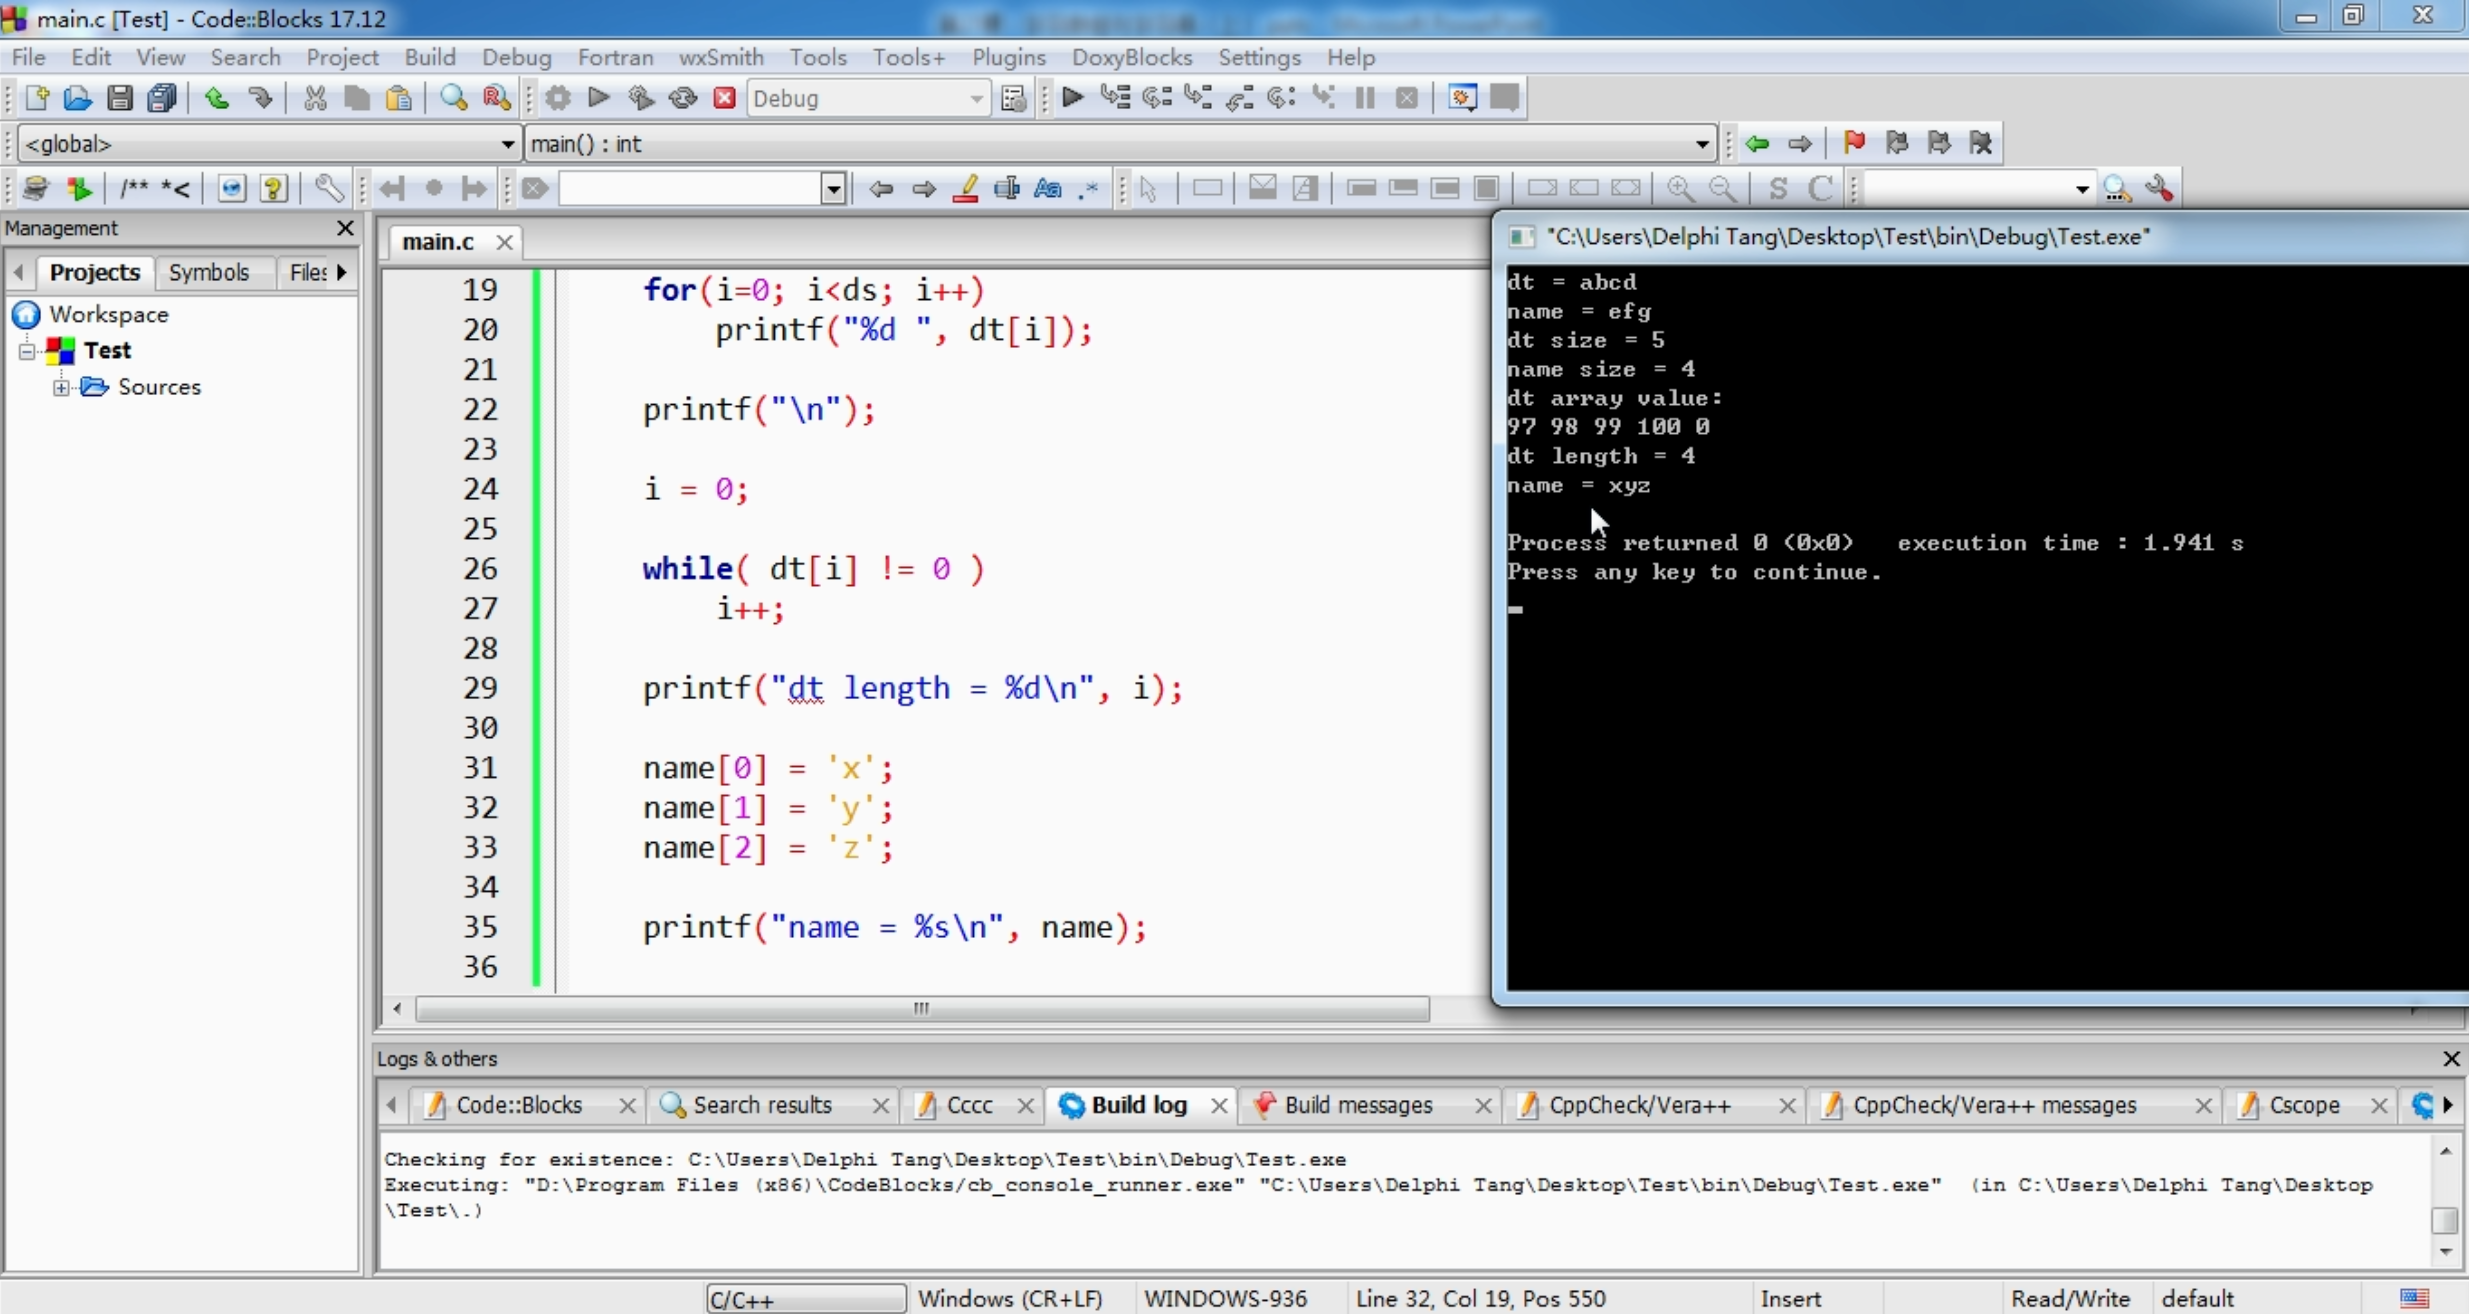 main.c [Test] - Code::Blocks 17.12
File Edit View Search Project Build Debug Fortran wxSmith Tools Tools+ Plugins DoxyBlocks Settings Help
Debug
<global> main() : int
/** *< S C
Management
Projects Symbols Files
Workspace
Test
Sources
main.c
19 for(i=0; i<ds; i++)
20 printf("%d ", dt[i]);
21
22 printf("\n");
23
24 i = 0;
25
26 while( dt[i] != 0 )
27 i++;
28
29 printf("dt length = %d\n", i);
30
31 name[0] = 'x';
32 name[1] = 'y';
33 name[2] = 'z';
34
35 printf("name = %s\n", name);
36
"C:\Users\Delphi Tang\Desktop\Test\bin\Debug\Test.exe"
dt = abcd
name = efg
dt size = 5
name size = 4
dt array value:
97 98 99 100 0
dt length = 4
name = xyz
Process returned 0 (0x0)   execution time : 1.941 s
Press any key to continue.
Logs & others
Code::Blocks Search results Cccc Build log Build messages CppCheck/Vera++ CppCheck/Vera++ messages Cscope
Checking for existence: C:\Users\Delphi Tang\Desktop\Test\bin\Debug\Test.exe
Executing: "D:\Program Files (x86)\CodeBlocks/cb_console_runner.exe" "C:\Users\Delphi Tang\Desktop\Test\bin\Debug\Test.exe"  (in C:\Users\Delphi Tang\Desktop
\Test\.)
C/C++ Windows (CR+LF) WINDOWS-936 Line 32, Col 19, Pos 550 Insert Read/Write default